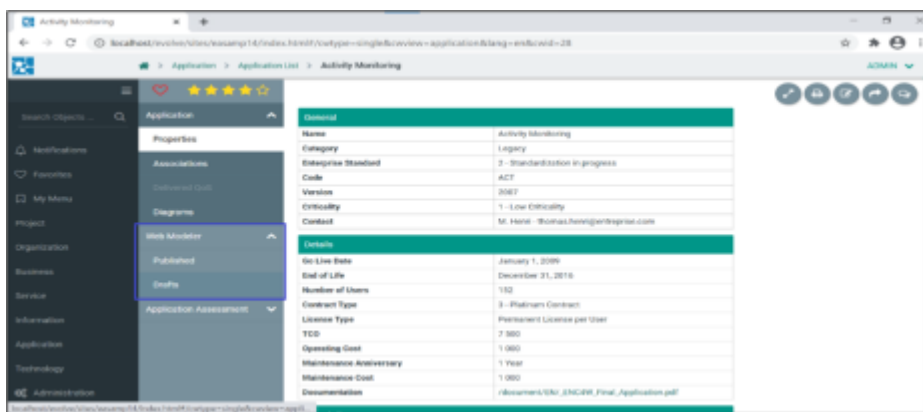 Activity Monitoring
localhost/evolve/sites/easamp14/index.html#/cwtype=single&cwview=application&lang=en&cwid=28
Application > Application List > Activity Monitoring
ADMIN
Search Objects ...
Notifications
Favorites
My Menu
Project
Organization
Business
Service
Information
Application
Technology
Administration
Application
Properties
Associations
Delivered QoS
Diagrams
Web Modeler
Published
Drafts
Application Assessment
General
Name Activity Monitoring
Category Legacy
Enterprise Standard 3 - Standardization in progress
Code ACT
Version 2007
Criticality 1 - Low Criticality
Contact M. Henri - thomas.henri@entreprise.com
Details
Go Live Date January 1, 2009
End of Life December 31, 2016
Number of Users 152
Contract Type 3 - Platinum Contract
License Type Permanent License per User
TCO 7 500
Operating Cost 1 000
Maintenance Anniversary 1 Year
Maintenance Cost 1 000
Documentation